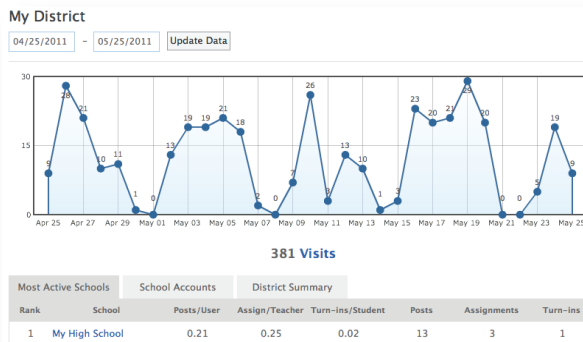 My District
04/25/2011 – 05/25/2011 Update Data
30
15
0
9 28 21 10 11 1 0 13 19 19 21 18 2 0 7 26 3 13 10 1 3 23 20 21 29 20 0 0 5 19 9
Apr 25 Apr 27 Apr 29 May 01 May 03 May 05 May 07 May 09 May 11 May 13 May 15 May 17 May 19 May 21 May 23 May 25
381 Visits
Most Active Schools School Accounts District Summary
Rank School Posts/User Assign/Teacher Turn-ins/Student Posts Assignments Turn-ins
1 My High School 0.21 0.25 0.02 13 3 1